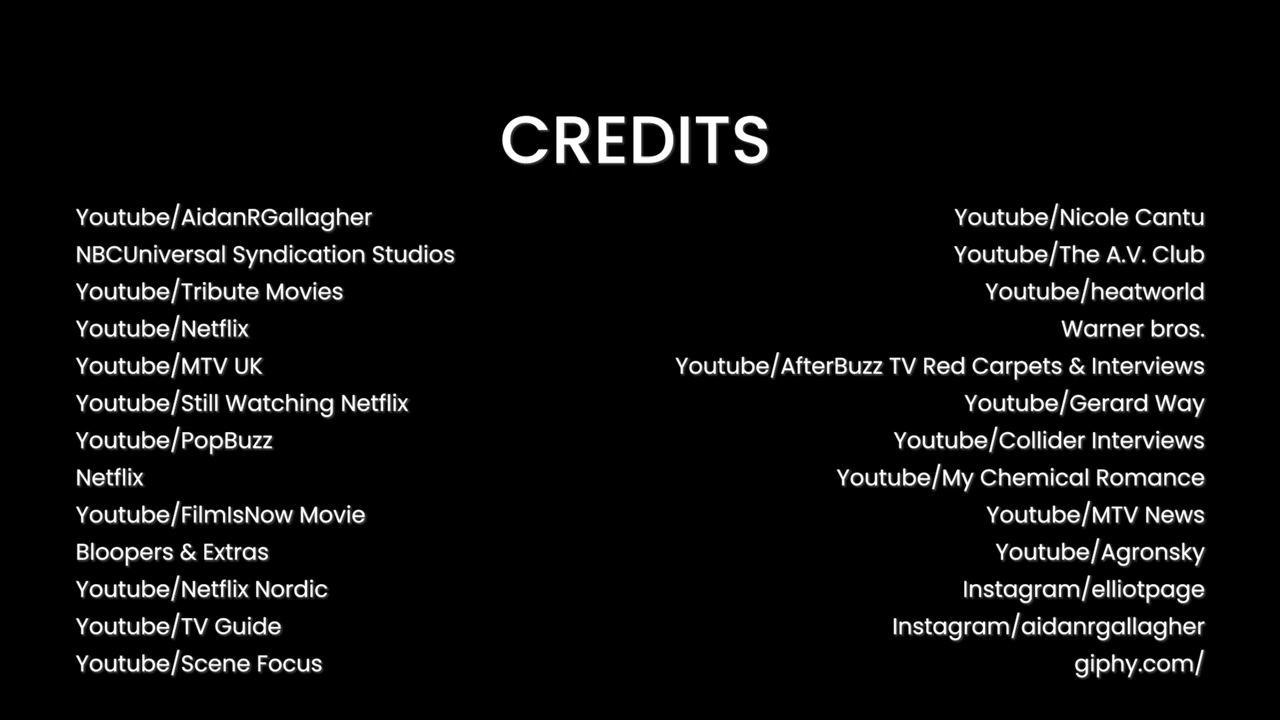 CREDITS
Youtube/AidanRGallagher
NBCUniversal Syndication Studios
Youtube/Tribute Movies
Youtube/Netflix
Youtube/MTV UK
Youtube/Still Watching Netflix
Youtube/PopBuzz
Netflix
Youtube/FilmIsNow Movie
Bloopers & Extras
Youtube/Netflix Nordic
Youtube/TV Guide
Youtube/Scene Focus
Youtube/Nicole Cantu
Youtube/The A.V. Club
Youtube/heatworld
Warner bros.
Youtube/AfterBuzz TV Red Carpets & Interviews
Youtube/Gerard Way
Youtube/Collider Interviews
Youtube/My Chemical Romance
Youtube/MTV News
Youtube/Agronsky
Instagram/elliotpage
Instagram/aidanrgallagher
giphy.com/